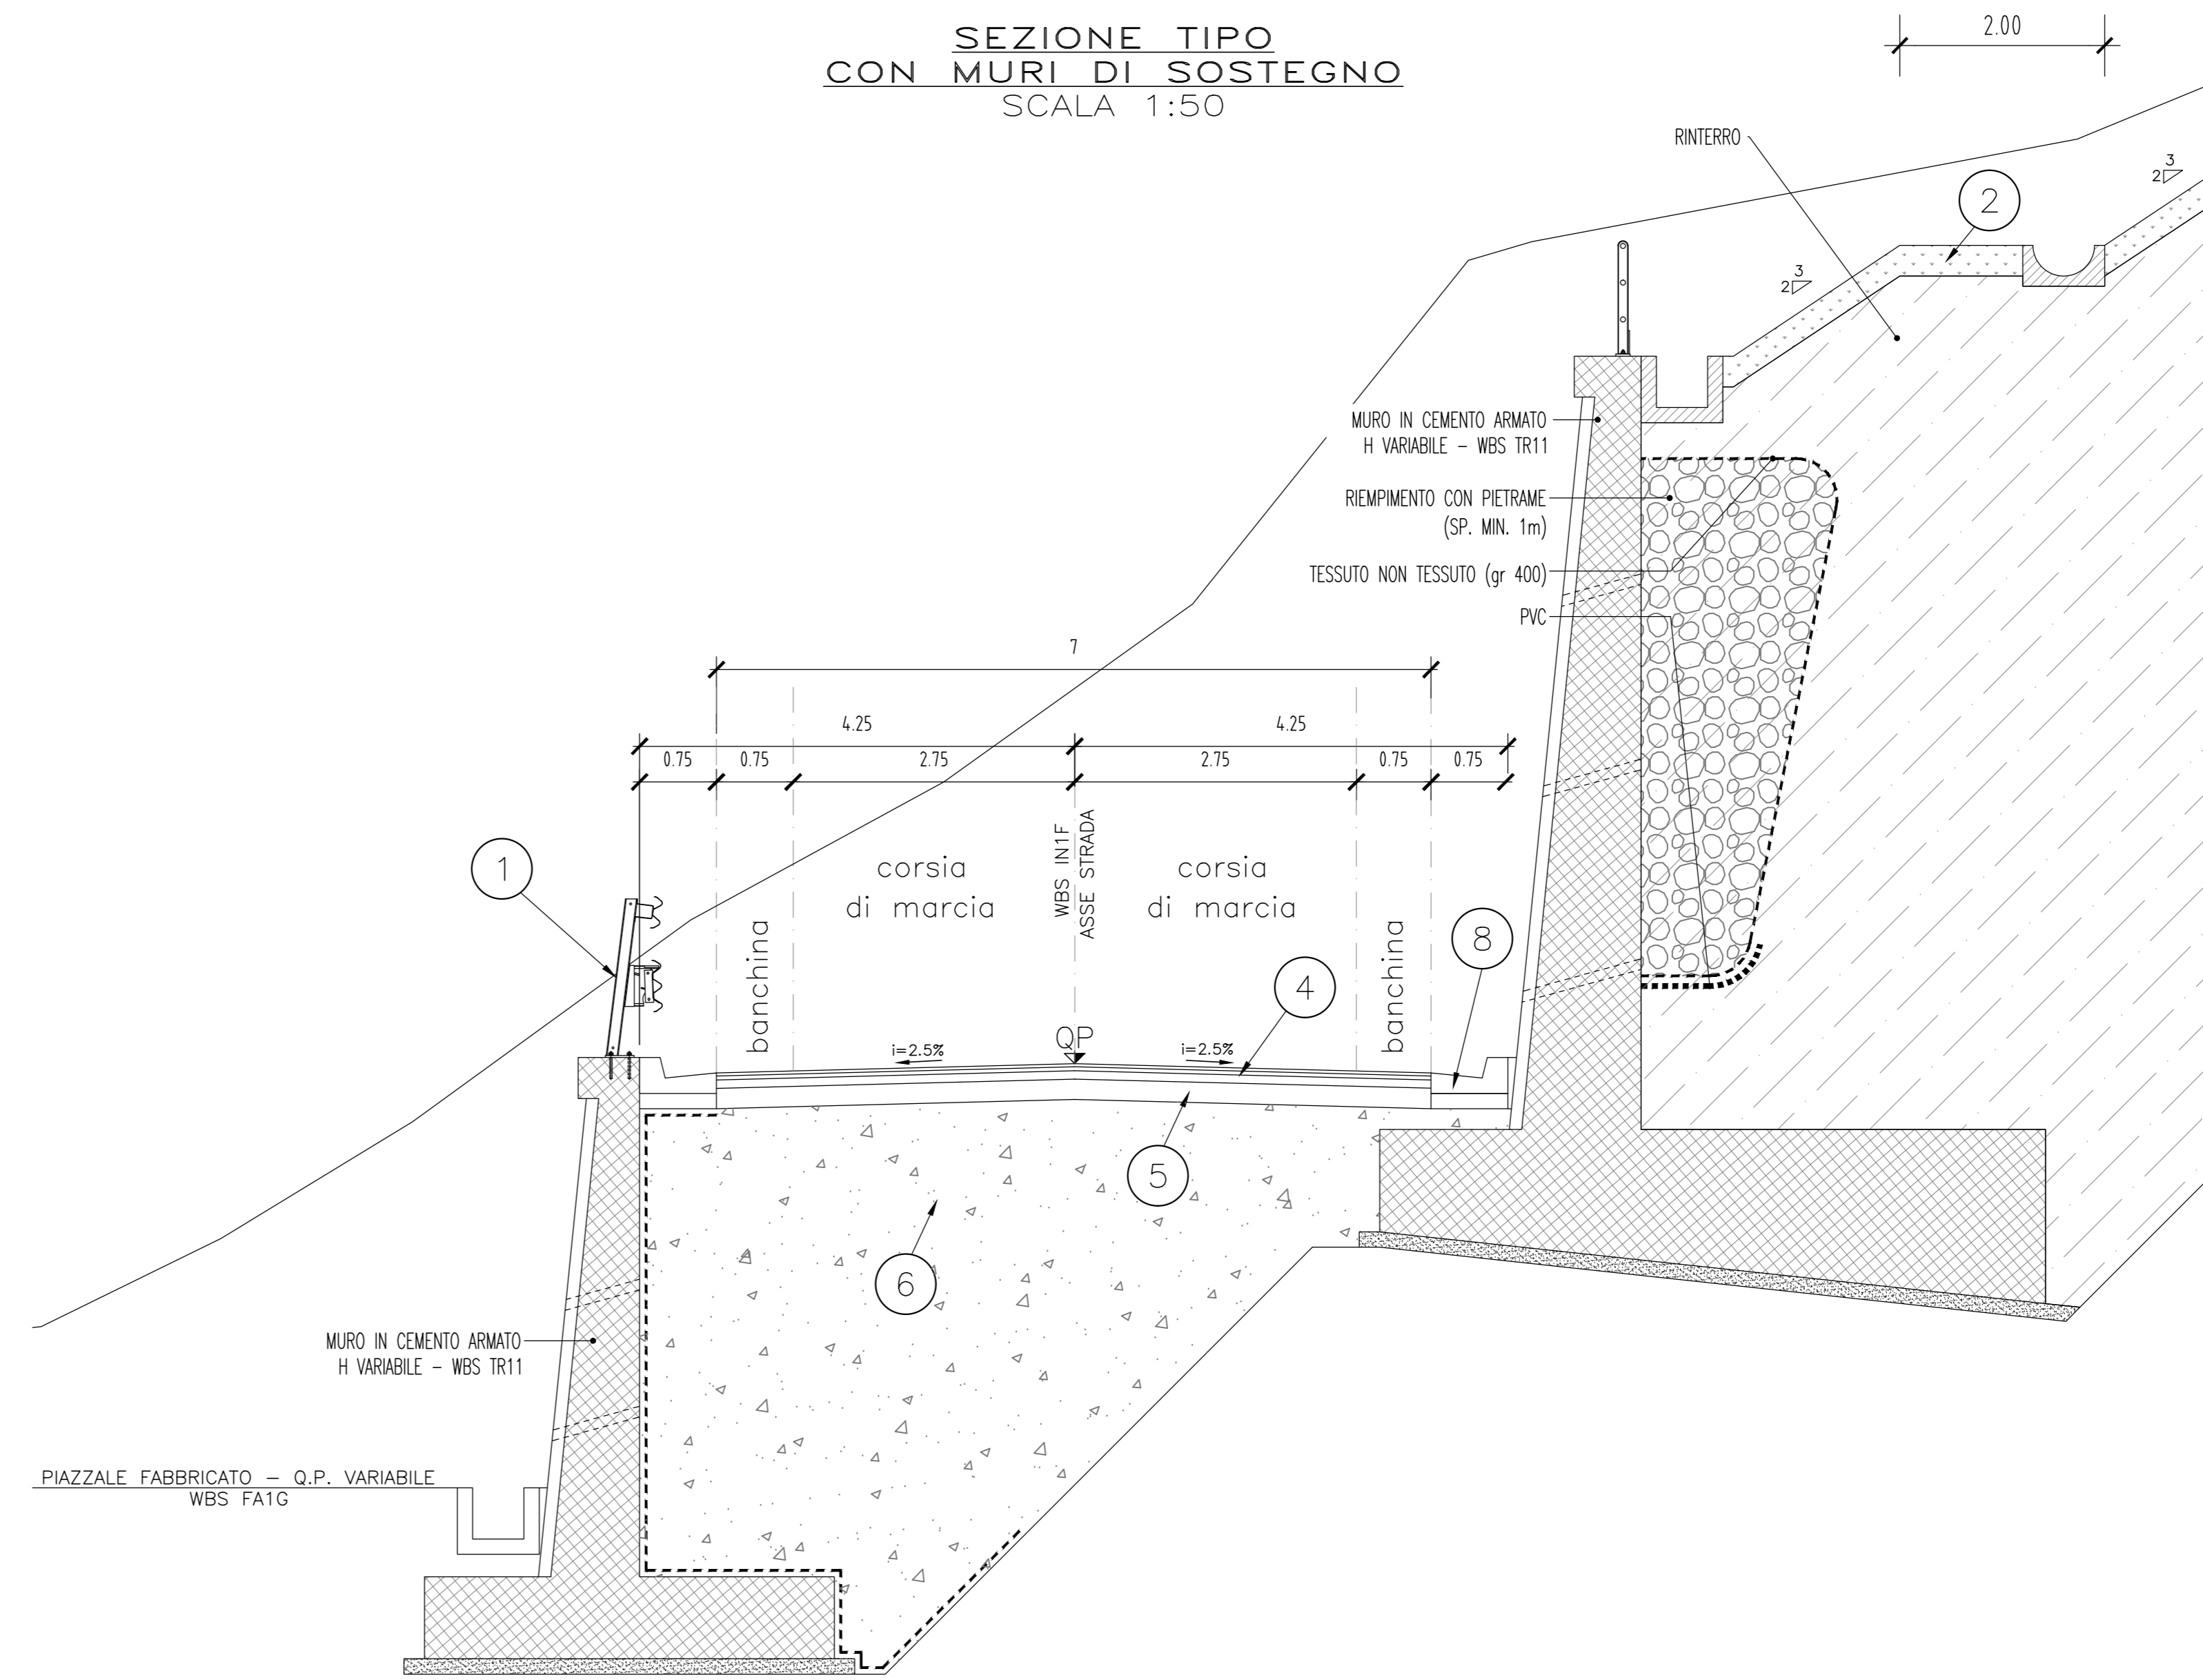 SEZIONE TIPO
CON MURI DI SOSTEGNO
SCALA 1:50
2.00
RINTERRO
3
2
2
3
2
MURO IN CEMENTO ARMATO
H VARIABILE - WBS TR11
RIEMPIMENTO CON PIETRAME
(SP. MIN. 1m)
TESSUTO NON TESSUTO (gr 400)
PVC
7
4.25
4.25
0.75
0.75
2.75
2.75
0.75
0.75
1
corsia
di marcia
WBS IN1F
ASSE STRADA
corsia
di marcia
banchina
banchina
8
4
QP
i=2.5%
i=2.5%
5
6
MURO IN CEMENTO ARMATO
H VARIABILE - WBS TR11
PIAZZALE FABBRICATO - Q.P. VARIABILE
WBS FA1G